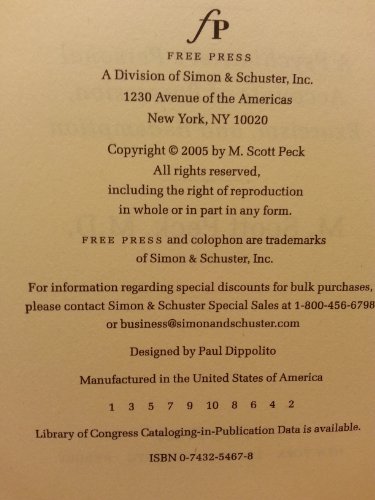 fP
FREE PRESS
A Division of Simon & Schuster, Inc.
1230 Avenue of the Americas
New York, NY 10020
Copyright © 2005 by M. Scott Peck
All rights reserved,
including the right of reproduction
in whole or in part in any form.
FREE PRESS and colophon are trademarks
of Simon & Schuster, Inc.
For information regarding special discounts for bulk purchases,
please contact Simon & Schuster Special Sales at 1-800-456-6798
or business@simonandschuster.com
Designed by Paul Dippolito
Manufactured in the United States of America
1 3 5 7 9 10 8 6 4 2
Library of Congress Cataloging-in-Publication Data is available.
ISBN 0-7432-5467-8